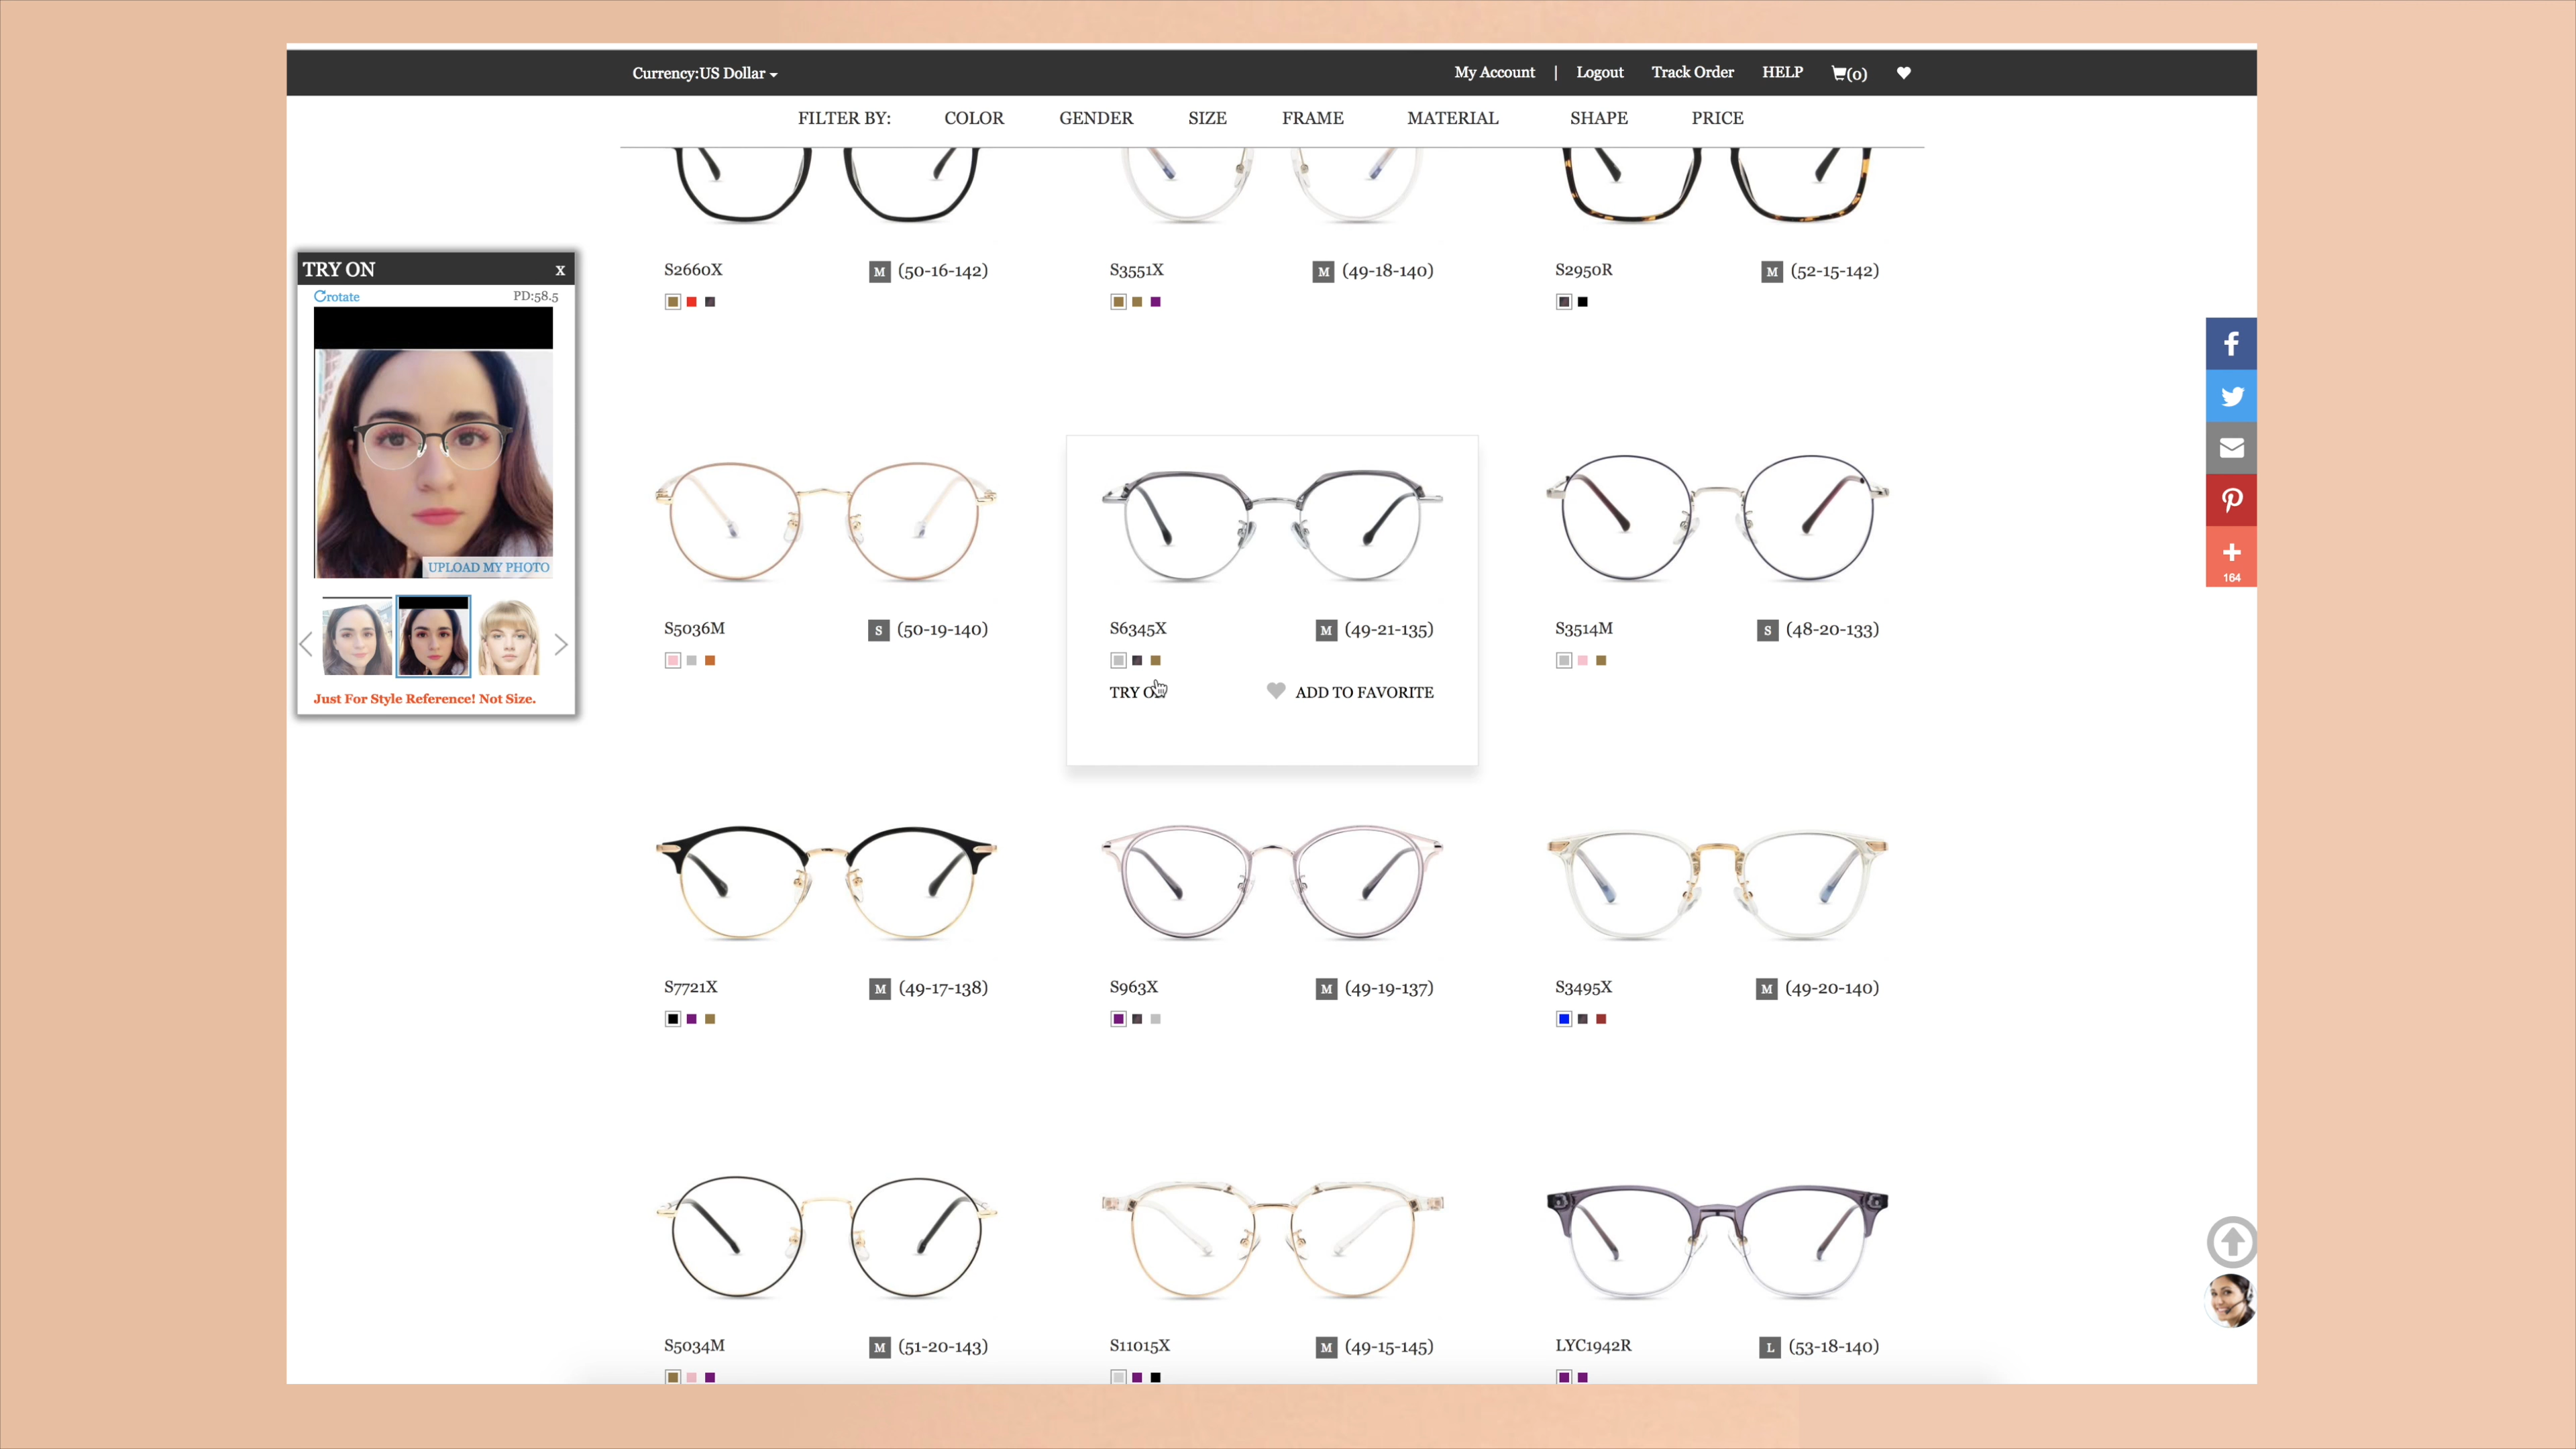 Currency:US Dollar
My Account | Logout Track Order HELP (0)
FILTER BY: COLOR GENDER SIZE FRAME MATERIAL SHAPE PRICE
S2660X M (50-16-142)
S3551X M (49-18-140)
S2950R M (52-15-142)
TRY ON x
rotate PD:58.5
UPLOAD MY PHOTO
Just For Style Reference! Not Size.
S5036M S (50-19-140)
S6345X M (49-21-135)
TRY O
ADD TO FAVORITE
S3514M S (48-20-133)
164
S7721X M (49-17-138)
S963X M (49-19-137)
S3495X M (49-20-140)
S5034M M (51-20-143)
S11015X M (49-15-145)
LYC1942R L (53-18-140)